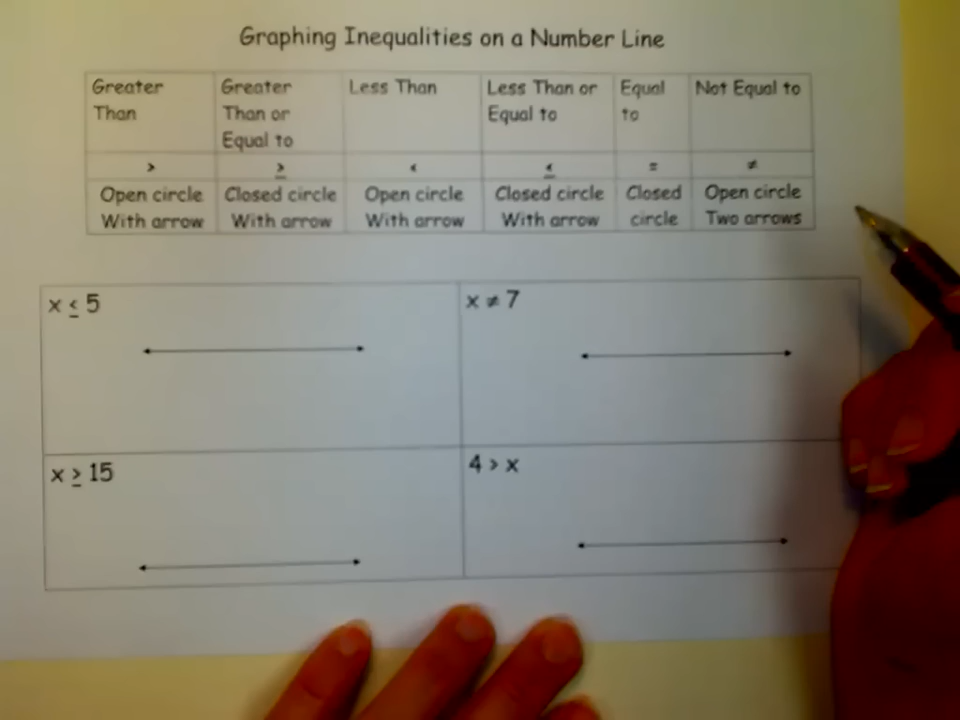 Graphing Inequalities on a Number Line
Greater Than
Greater Than or Equal to
Less Than
Less Than or Equal to
Equal to
Not Equal to
>
≥
<
≤
=
≠
Open circle With arrow
Closed circle With arrow
Open circle With arrow
Closed circle With arrow
Closed circle
Open circle Two arrows
x ≤ 5
x ≠ 7
x ≥ 15
4 > x